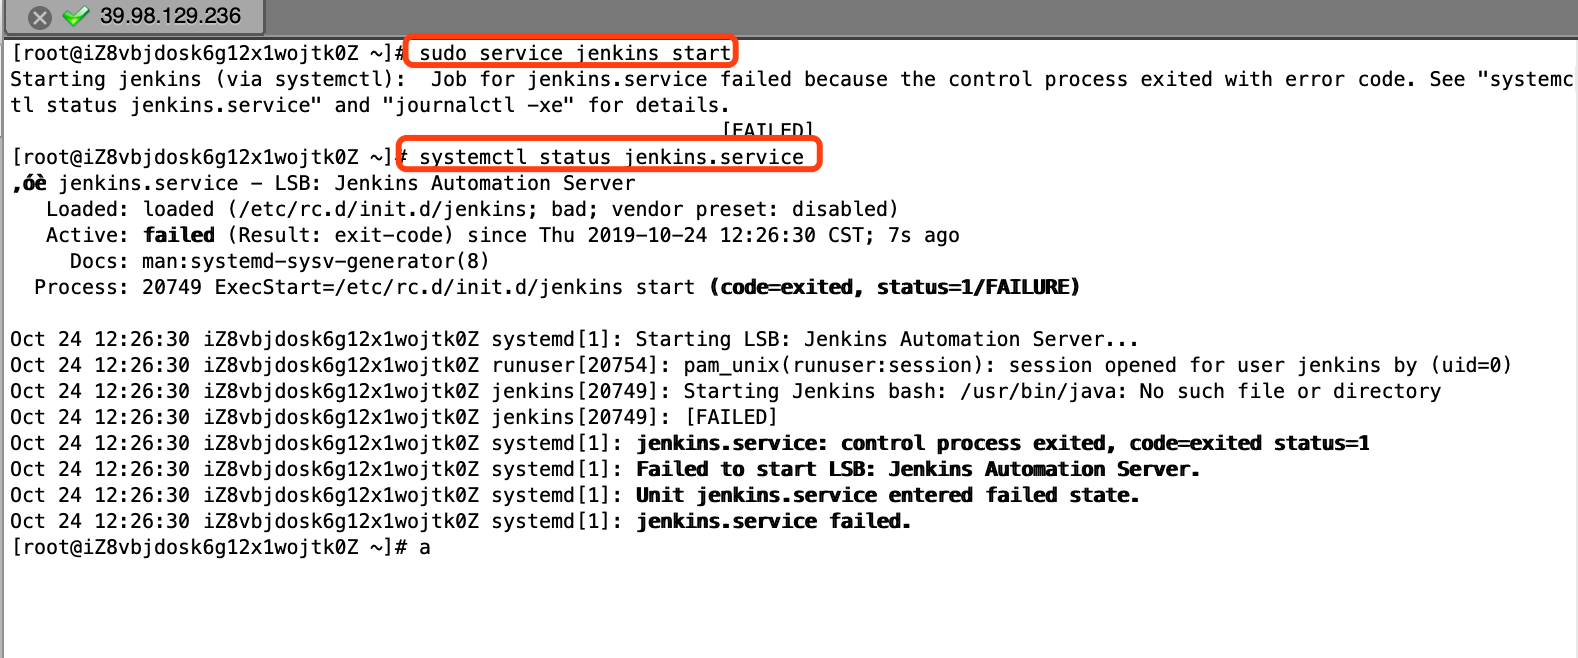 39.98.129.236
[root@iZ8vbjdosk6g12x1wojtk0Z ~]# sudo service jenkins start
Starting jenkins (via systemctl):  Job for jenkins.service failed because the control process exited with error code. See "systemc
tl status jenkins.service" and "journalctl -xe" for details.
[FAILED]
[root@iZ8vbjdosk6g12x1wojtk0Z ~]# systemctl status jenkins.service
‚óè jenkins.service - LSB: Jenkins Automation Server
Loaded: loaded (/etc/rc.d/init.d/jenkins; bad; vendor preset: disabled)
Active: failed (Result: exit-code) since Thu 2019-10-24 12:26:30 CST; 7s ago
Docs: man:systemd-sysv-generator(8)
Process: 20749 ExecStart=/etc/rc.d/init.d/jenkins start (code=exited, status=1/FAILURE)
Oct 24 12:26:30 iZ8vbjdosk6g12x1wojtk0Z systemd[1]: Starting LSB: Jenkins Automation Server...
Oct 24 12:26:30 iZ8vbjdosk6g12x1wojtk0Z runuser[20754]: pam_unix(runuser:session): session opened for user jenkins by (uid=0)
Oct 24 12:26:30 iZ8vbjdosk6g12x1wojtk0Z jenkins[20749]: Starting Jenkins bash: /usr/bin/java: No such file or directory
Oct 24 12:26:30 iZ8vbjdosk6g12x1wojtk0Z jenkins[20749]: [FAILED]
Oct 24 12:26:30 iZ8vbjdosk6g12x1wojtk0Z systemd[1]: jenkins.service: control process exited, code=exited status=1
Oct 24 12:26:30 iZ8vbjdosk6g12x1wojtk0Z systemd[1]: Failed to start LSB: Jenkins Automation Server.
Oct 24 12:26:30 iZ8vbjdosk6g12x1wojtk0Z systemd[1]: Unit jenkins.service entered failed state.
Oct 24 12:26:30 iZ8vbjdosk6g12x1wojtk0Z systemd[1]: jenkins.service failed.
[root@iZ8vbjdosk6g12x1wojtk0Z ~]# a